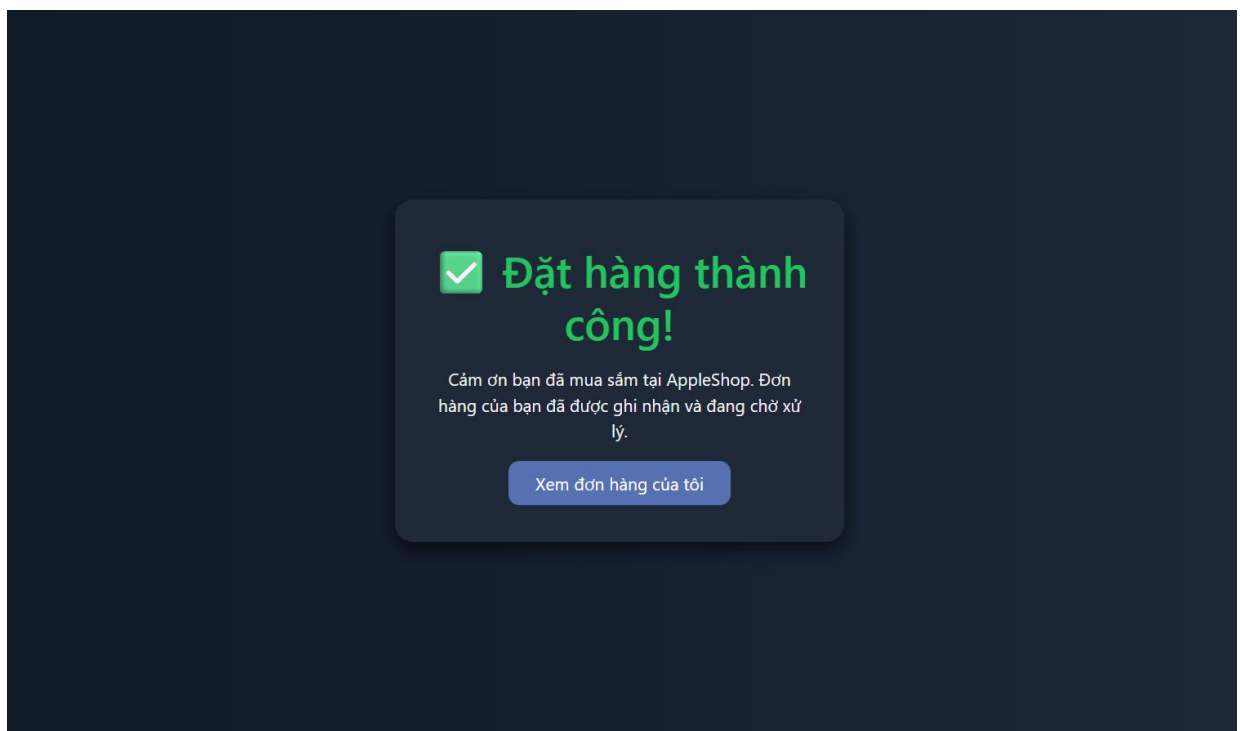 ✅ Đặt hàng thành
công!
Cảm ơn bạn đã mua sắm tại AppleShop. Đơn
hàng của bạn đã được ghi nhận và đang chờ xử
lý.
Xem đơn hàng của tôi